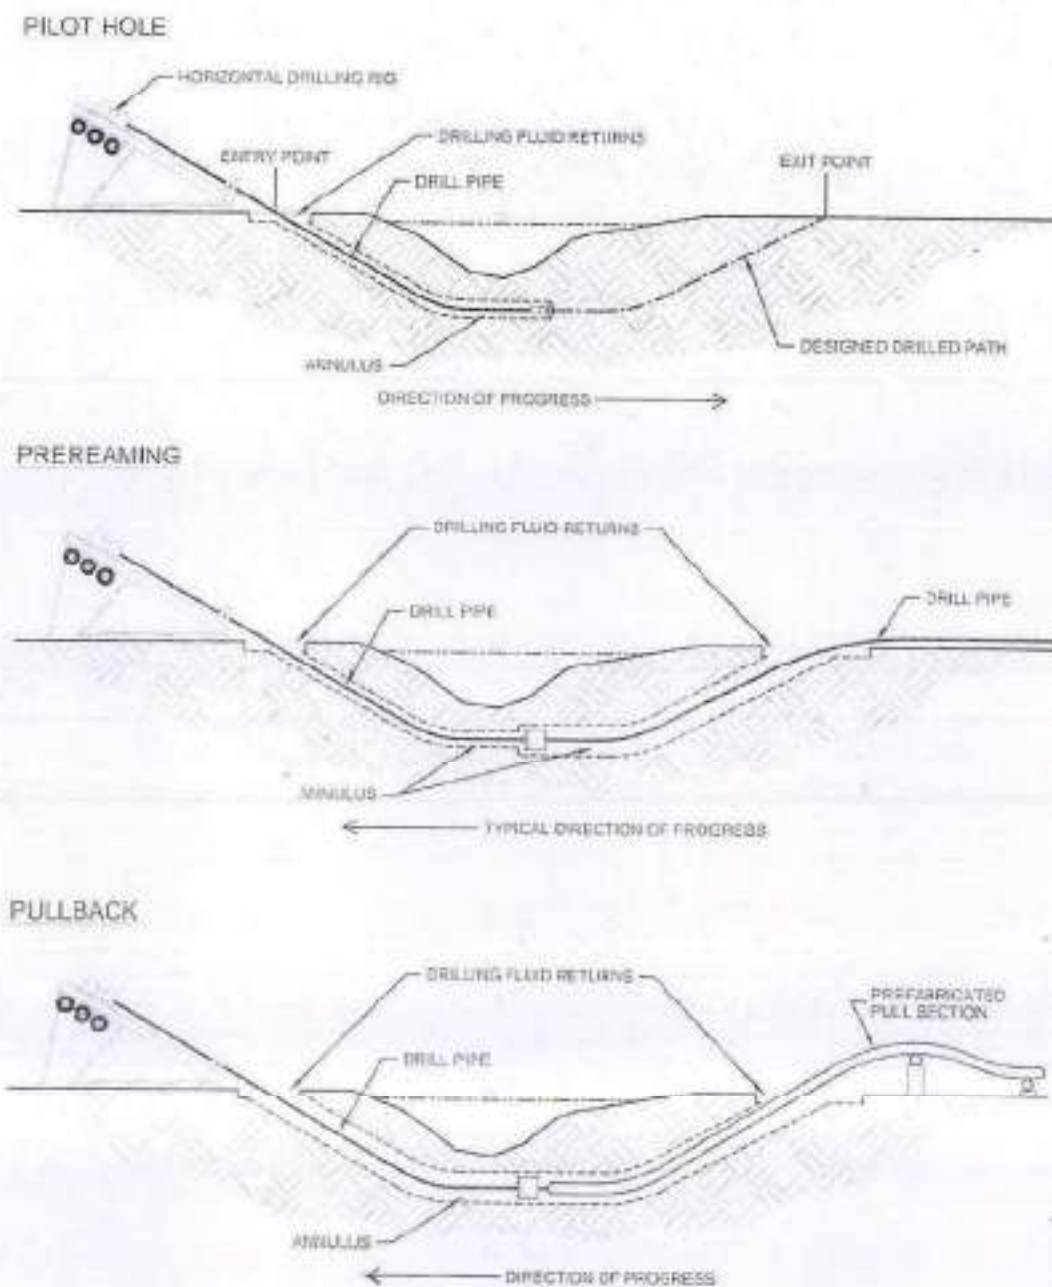 PILOT HOLE
HORIZONTAL DRILLING RIG
DRILLING FLUID RETURNS
ENTRY POINT
EXIT POINT
DRILL PIPE
DESIGNED DRILLED PATH
ANNULUS
DIRECTION OF PROGRESS
PREREAMING
DRILLING FLUID RETURNS
DRILL PIPE
DRILL PIPE
ANNULUS
TYPICAL DIRECTION OF PROGRESS
PULLBACK
DRILLING FLUID RETURNS
PREFABRICATED
PULL SECTION
DRILL PIPE
ANNULUS
DIRECTION OF PROGRESS